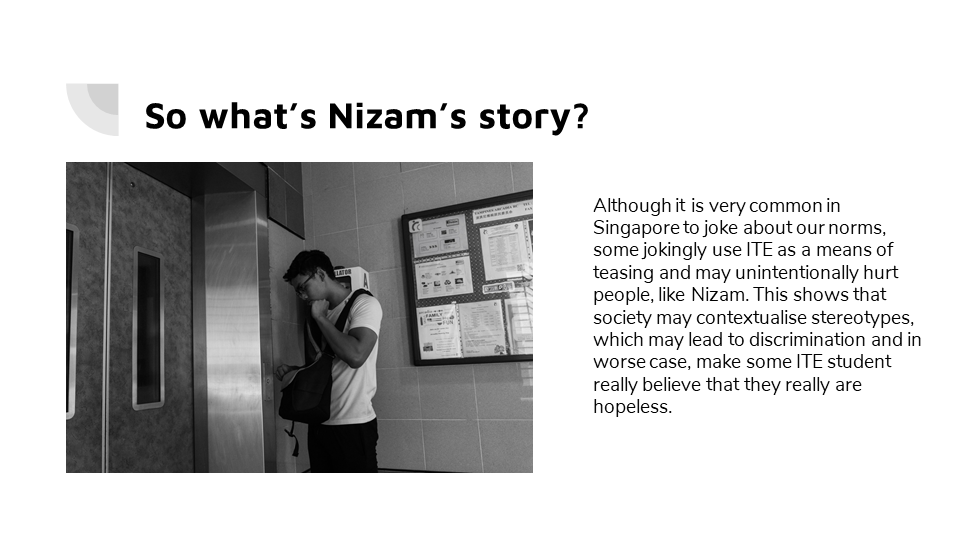 So what’s Nizam’s story?
Although it is very common in
Singapore to joke about our norms,
some jokingly use ITE as a means of
teasing and may unintentionally hurt
people, like Nizam. This shows that
society may contextualise stereotypes,
which may lead to discrimination and in
worse case, make some ITE student
really believe that they really are
hopeless.
FAMILY
FUN